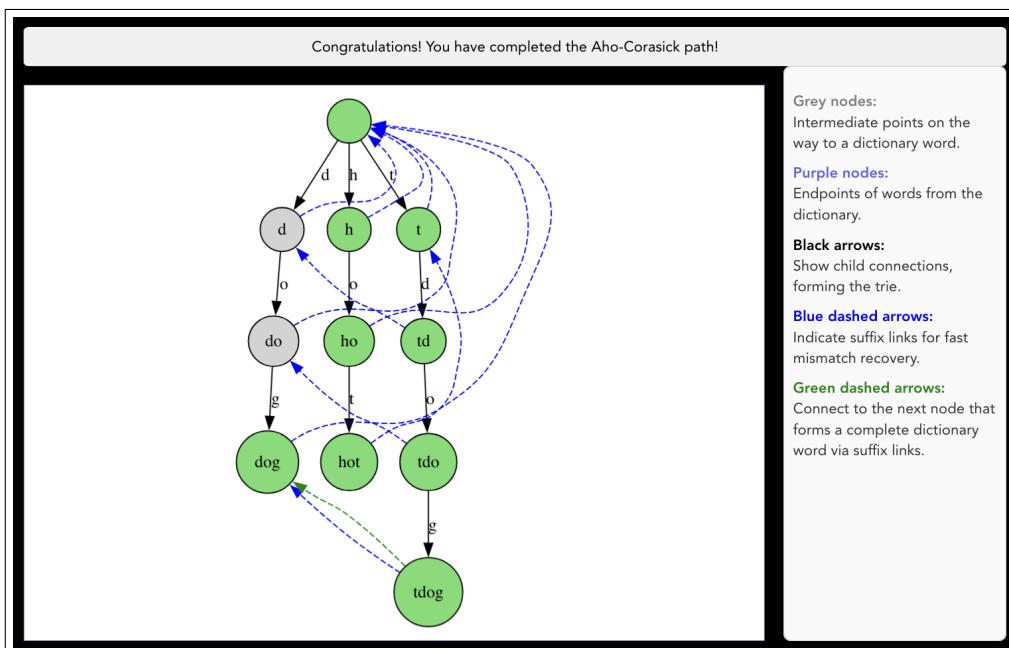 Congratulations! You have completed the Aho-Corasick path!
Grey nodes:
Intermediate points on the
way to a dictionary word.
Purple nodes:
Endpoints of words from the
dictionary.
Black arrows:
Show child connections,
forming the trie.
Blue dashed arrows:
Indicate suffix links for fast
mismatch recovery.
Green dashed arrows:
Connect to the next node that
forms a complete dictionary
word via suffix links.
d h t
d h t
o o d
do ho td
g t o
dog hot tdo
g
tdog